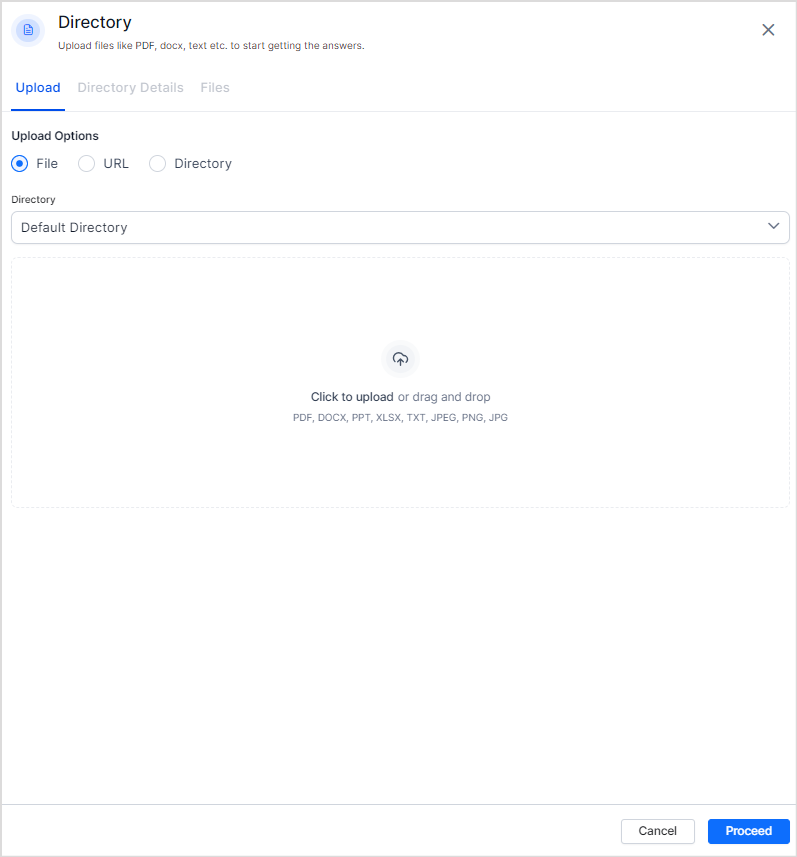 Directory
Upload files like PDF, docx, text etc. to start getting the answers.
Upload Directory Details Files
Upload Options
File URL Directory
Directory
Default Directory
Click to upload or drag and drop
PDF, DOCX, PPT, XLSX, TXT, JPEG, PNG, JPG
Cancel Proceed